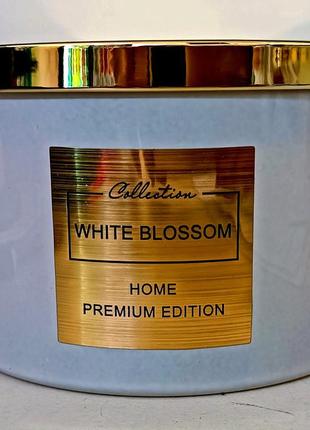 Collection
WHITE BLOSSOM
HOME
PREMIUM EDITION